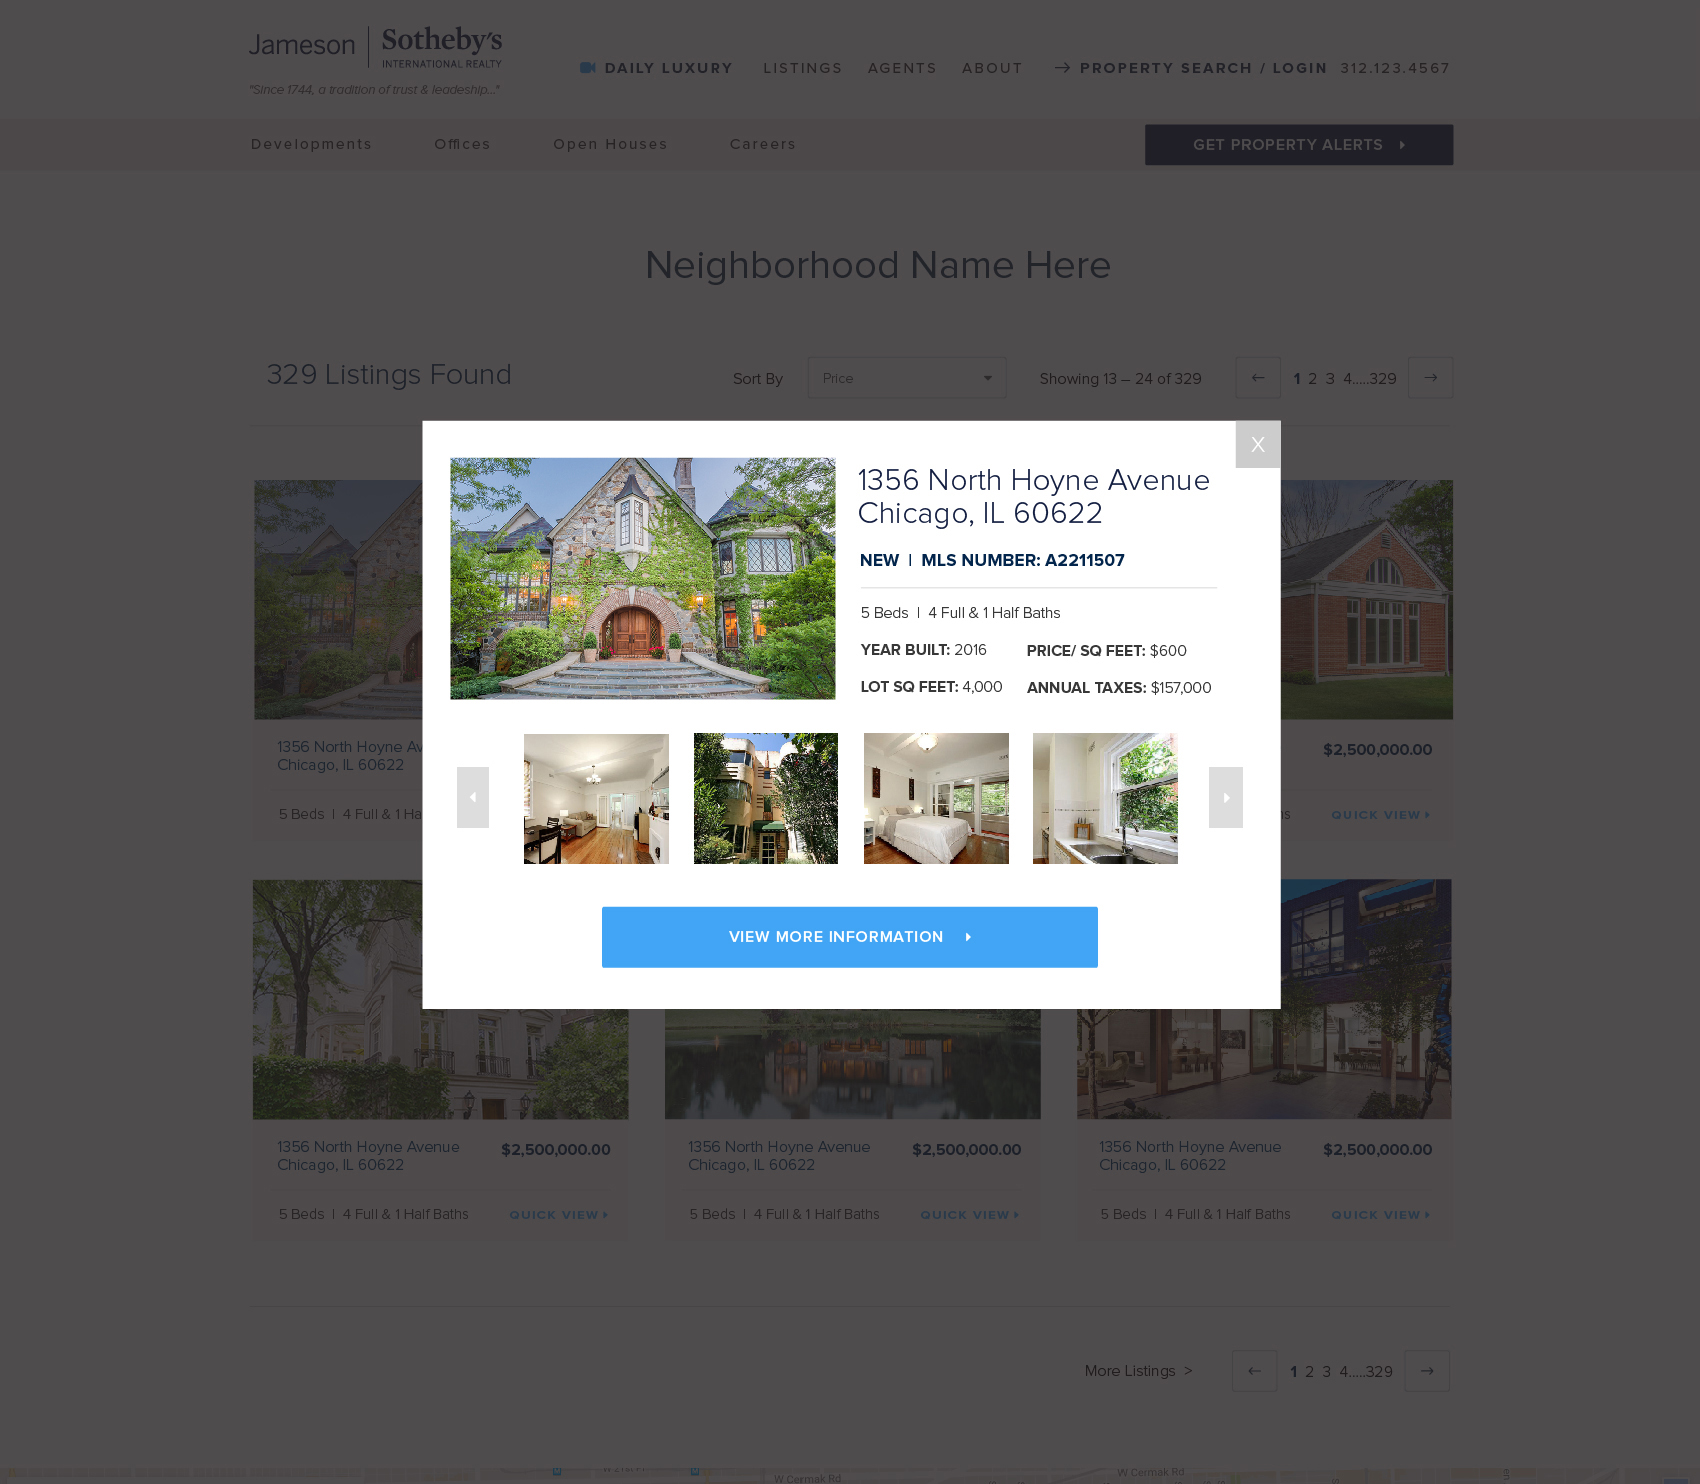 Jameson
Sotheby's
INTERNATIONAL REALTY
"Since 1744, a tradition of trust & leadeship..."
DAILY LUXURY LISTINGS AGENTS ABOUT → PROPERTY SEARCH / LOGIN 312.123.4567
Developments Offices Open Houses Careers GET PROPERTY ALERTS
Neighborhood Name Here
329 Listings Found Sort By Price Showing 13 – 24 of 329 ← 1 2 3 4.....329 →
X
1356 North Hoyne Avenue
Chicago, IL 60622
NEW | MLS NUMBER: A2211507
5 Beds | 4 Full & 1 Half Baths
YEAR BUILT: 2016 PRICE/ SQ FEET: $600
LOT SQ FEET: 4,000 ANNUAL TAXES: $157,000
VIEW MORE INFORMATION
1356 North Hoyne Av
Chicago, IL 60622
5 Beds | 4 Full & 1 Ha
$2,500,000.00
QUICK VIEW
1356 North Hoyne Avenue $2,500,000.00
Chicago, IL 60622
5 Beds | 4 Full & 1 Half Baths QUICK VIEW
1356 North Hoyne Avenue $2,500,000.00
Chicago, IL 60622
5 Beds | 4 Full & 1 Half Baths QUICK VIEW
1356 North Hoyne Avenue $2,500,000.00
Chicago, IL 60622
5 Beds | 4 Full & 1 Half Baths QUICK VIEW
More Listings > ← 1 2 3 4.....329 →
W Cermak Rd
W Cermak Rd